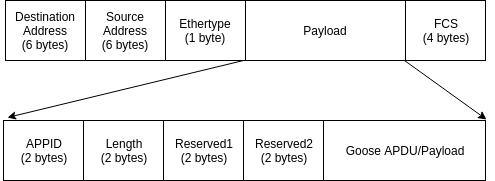 Destination
Address
(6 bytes)
Source
Address
(6 bytes)
Ethertype
(1 byte)
Payload
FCS
(4 bytes)
APPID
(2 bytes)
Length
(2 bytes)
Reserved1
(2 bytes)
Reserved2
(2 bytes)
Goose APDU/Payload